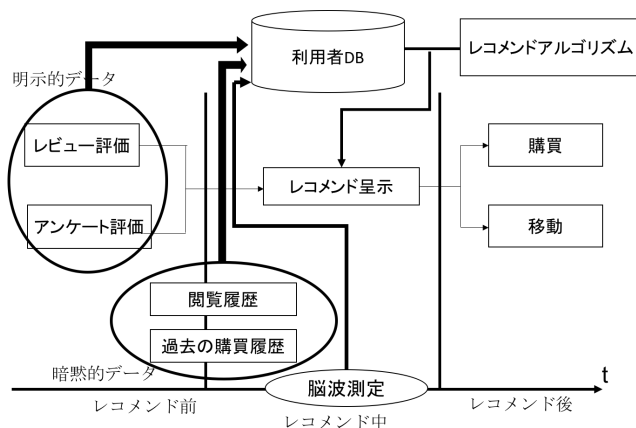 利用者DB
レコメンドアルゴリズム
明示的データ
レビュー評価
購買
レコメンド呈示
アンケート評価
移動
閲覧履歴
過去の購買履歴
暗黙的データ
脳波測定
t
レコメンド前
レコメンド中
レコメンド後